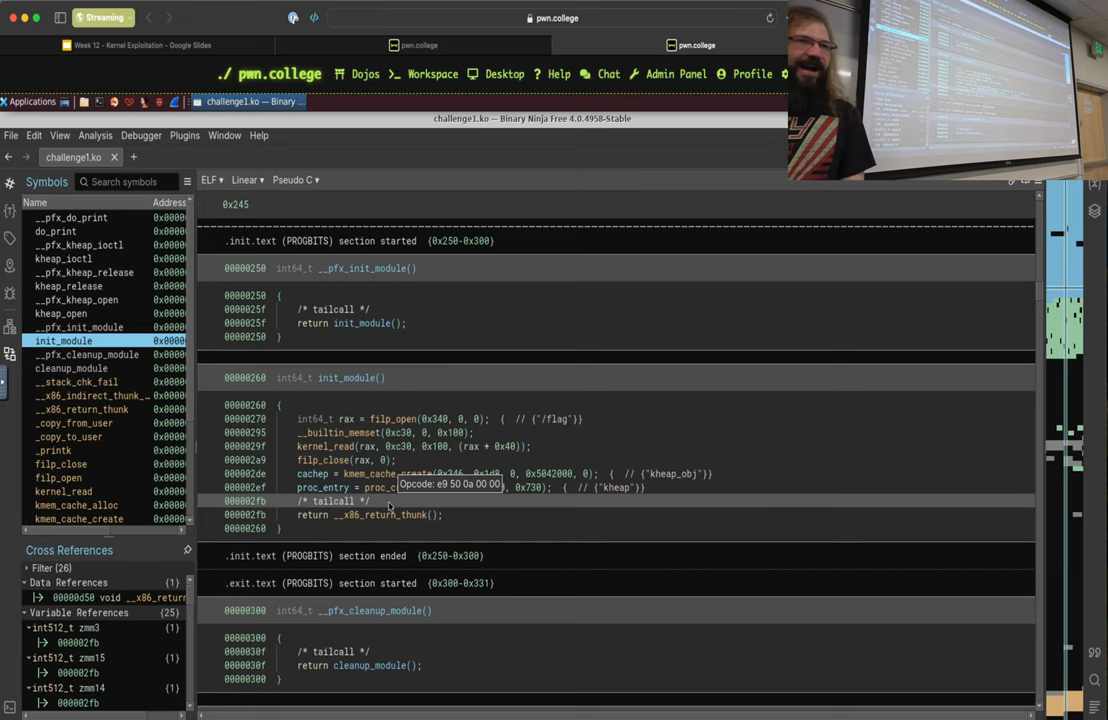 Streaming
pwn.college
Week 12 - Kernel Exploitation - Google Slides
pwn.college
pwn.college
./ pwn.college Dojos Workspace Desktop Help Chat Admin Panel Profile
Applications challenge1.ko — Binary ...
challenge1.ko — Binary Ninja Free 4.0.4958-Stable
File Edit View Analysis Debugger Plugins Window Help
challenge1.ko
Symbols Search symbols
ELF Linear Pseudo C
Name Address
0x245
__pfx_do_print 0x0000
do_print 0x0000
__pfx_kheap_ioctl 0x0000
kheap_ioctl 0x0000
__pfx_kheap_release 0x0000
kheap_release 0x0000
__pfx_kheap_open 0x0000
kheap_open 0x0000
__pfx_init_module 0x0000
init_module 0x0000
__pfx_cleanup_module 0x0000
cleanup_module 0x0000
__stack_chk_fail 0x0000
__x86_indirect_thunk_... 0x0000
__x86_return_thunk 0x0000
_copy_from_user 0x0000
_copy_to_user 0x0000
_printk 0x0000
filp_close 0x0000
filp_open 0x0000
kernel_read 0x0000
kmem_cache_alloc 0x0000
kmem_cache_create 0x0000
.init.text (PROGBITS) section started {0x250-0x300}
00000250 int64_t __pfx_init_module()
00000250 {
0000025f /* tailcall */
0000025f return init_module();
00000250 }
00000260 int64_t init_module()
00000260 {
00000270 int64_t rax = filp_open(0x340, 0, 0); { // {"/flag"}}
00000295 __builtin_memset(0xc30, 0, 0x100);
0000029f kernel_read(rax, 0xc30, 0x100, (rax + 0x40));
000002a9 filp_close(rax, 0);
000002de cachep = kmem_cache_create(0x346, 0x1d8, 0, 0x5042000, 0); { // {"kheap_obj"}}
Opcode: e9 50 0a 00 00
000002ef proc_entry = proc_c , 0x730); { // {"kheap"}
000002fb /* tailcall */
000002fb return __x86_return_thunk();
00000260 }
.init.text (PROGBITS) section ended {0x250-0x300}
.exit.text (PROGBITS) section started {0x300-0x331}
00000300 int64_t __pfx_cleanup_module()
00000300 {
0000030f /* tailcall */
0000030f return cleanup_module();
00000300 }
Cross References
Filter (26)
Data References {1}
00000d50 void __x86_return
Variable References {25}
int512_t zmm3 {1}
000002fb
int512_t zmm15 {1}
000002fb
int512_t zmm14 {1}
000002fb